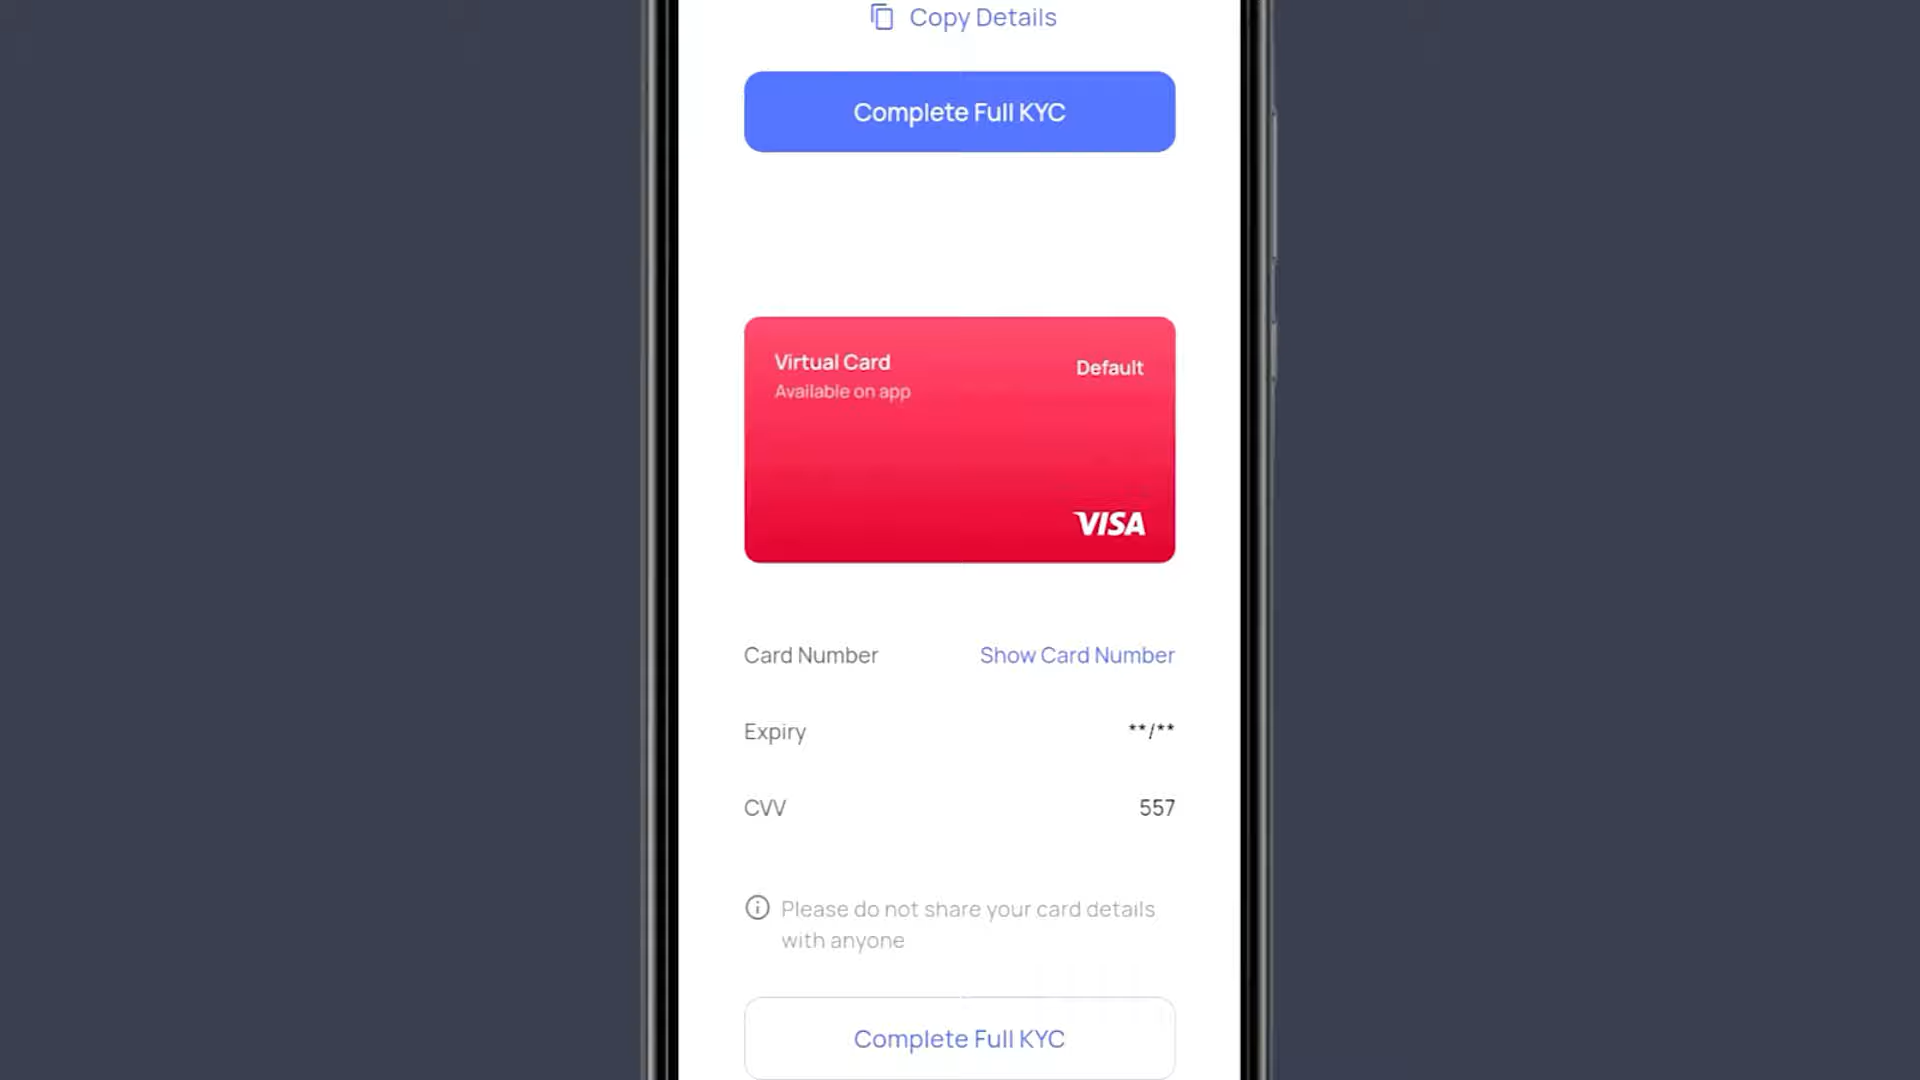 Copy Details
Complete Full KYC
Virtual Card
Default
Available on app
VISA
Card Number
Show Card Number
Expiry
**/**
CVV
557
Please do not share your card details
with anyone
Complete Full KYC